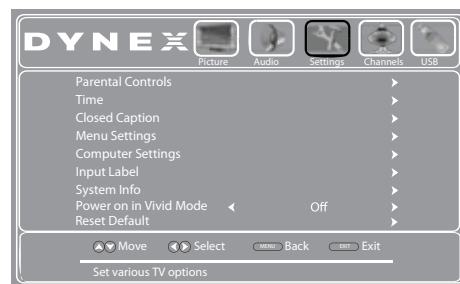 DYNEX
Picture Audio Settings Channels USB
Parental Controls
Time
Closed Caption
Menu Settings
Computer Settings
Input Label
System Info
Power on in Vivid Mode Off
Reset Default
Move Select MENU Back EXIT Exit
Set various TV options